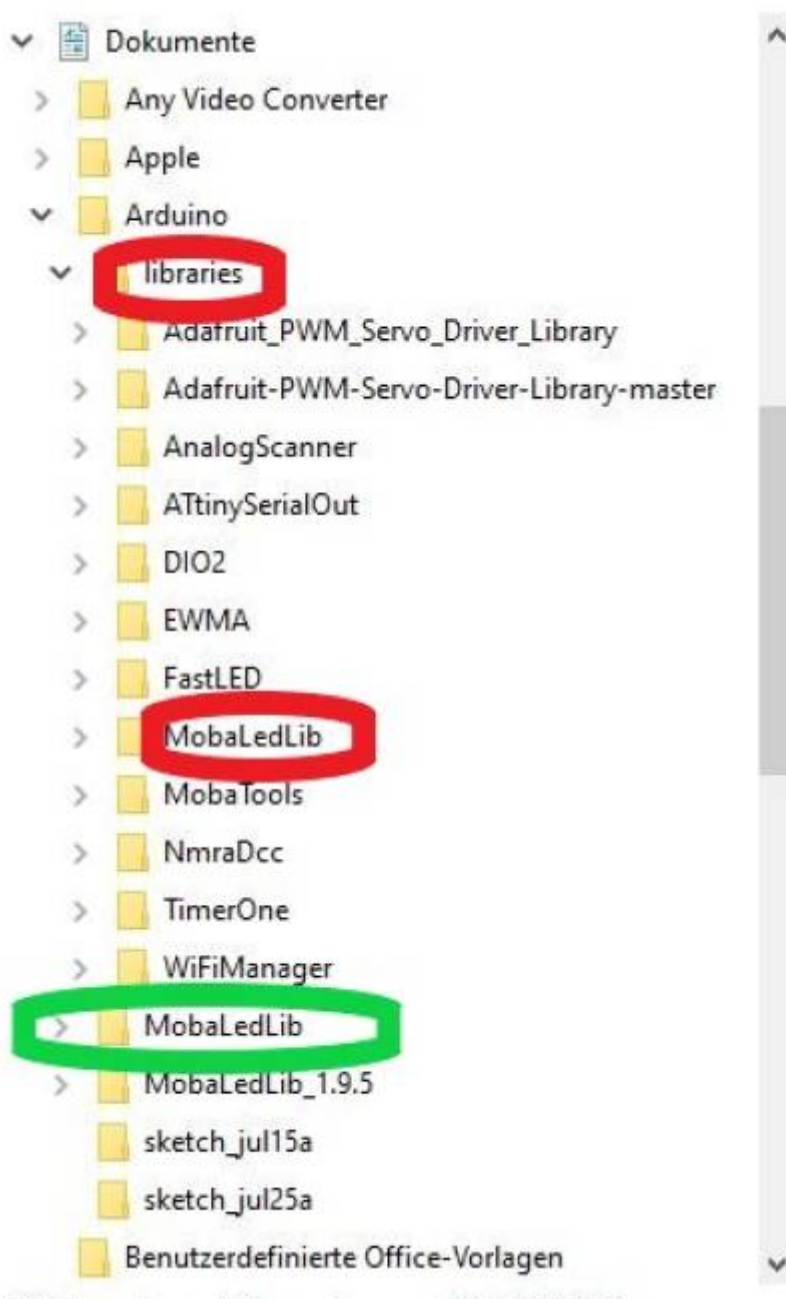 Dokumente
Any Video Converter
Apple
Arduino
libraries
Adafruit_PWM_Servo_Driver_Library
Adafruit-PWM-Servo-Driver-Library-master
AnalogScanner
ATtinySerialOut
DIO2
EWMA
FastLED
MobaLedLib
MobaTools
NmraDcc
TimerOne
WiFiManager
MobaLedLib
MobaLedLib_1.9.5
sketch_jul15a
sketch_jul25a
Benutzerdefinierte Office-Vorlagen